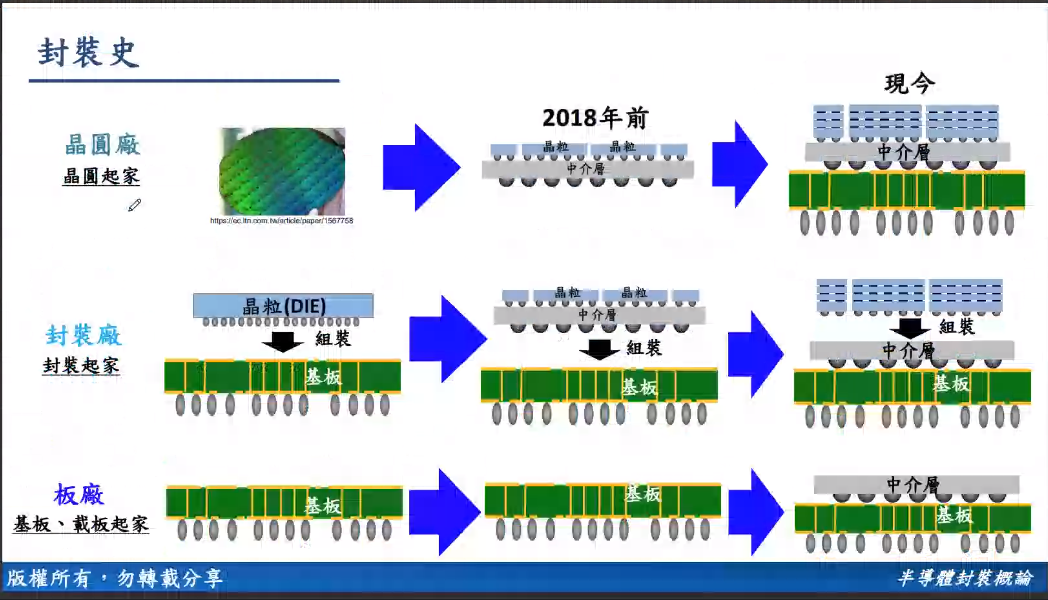 封裝史
晶圓廠
晶圓起家
https://ec.ltn.com.tw/article/paper/1567758
2018年前
晶粒
晶粒
中介層
現今
中介層
封裝廠
封裝起家
晶粒(DIE)
組裝
基板
晶粒
晶粒
中介層
組裝
基板
組裝
中介層
基板
板廠
基板、載板起家
基板
基板
中介層
基板
版權所有，勿轉載分享
半導體封裝概論